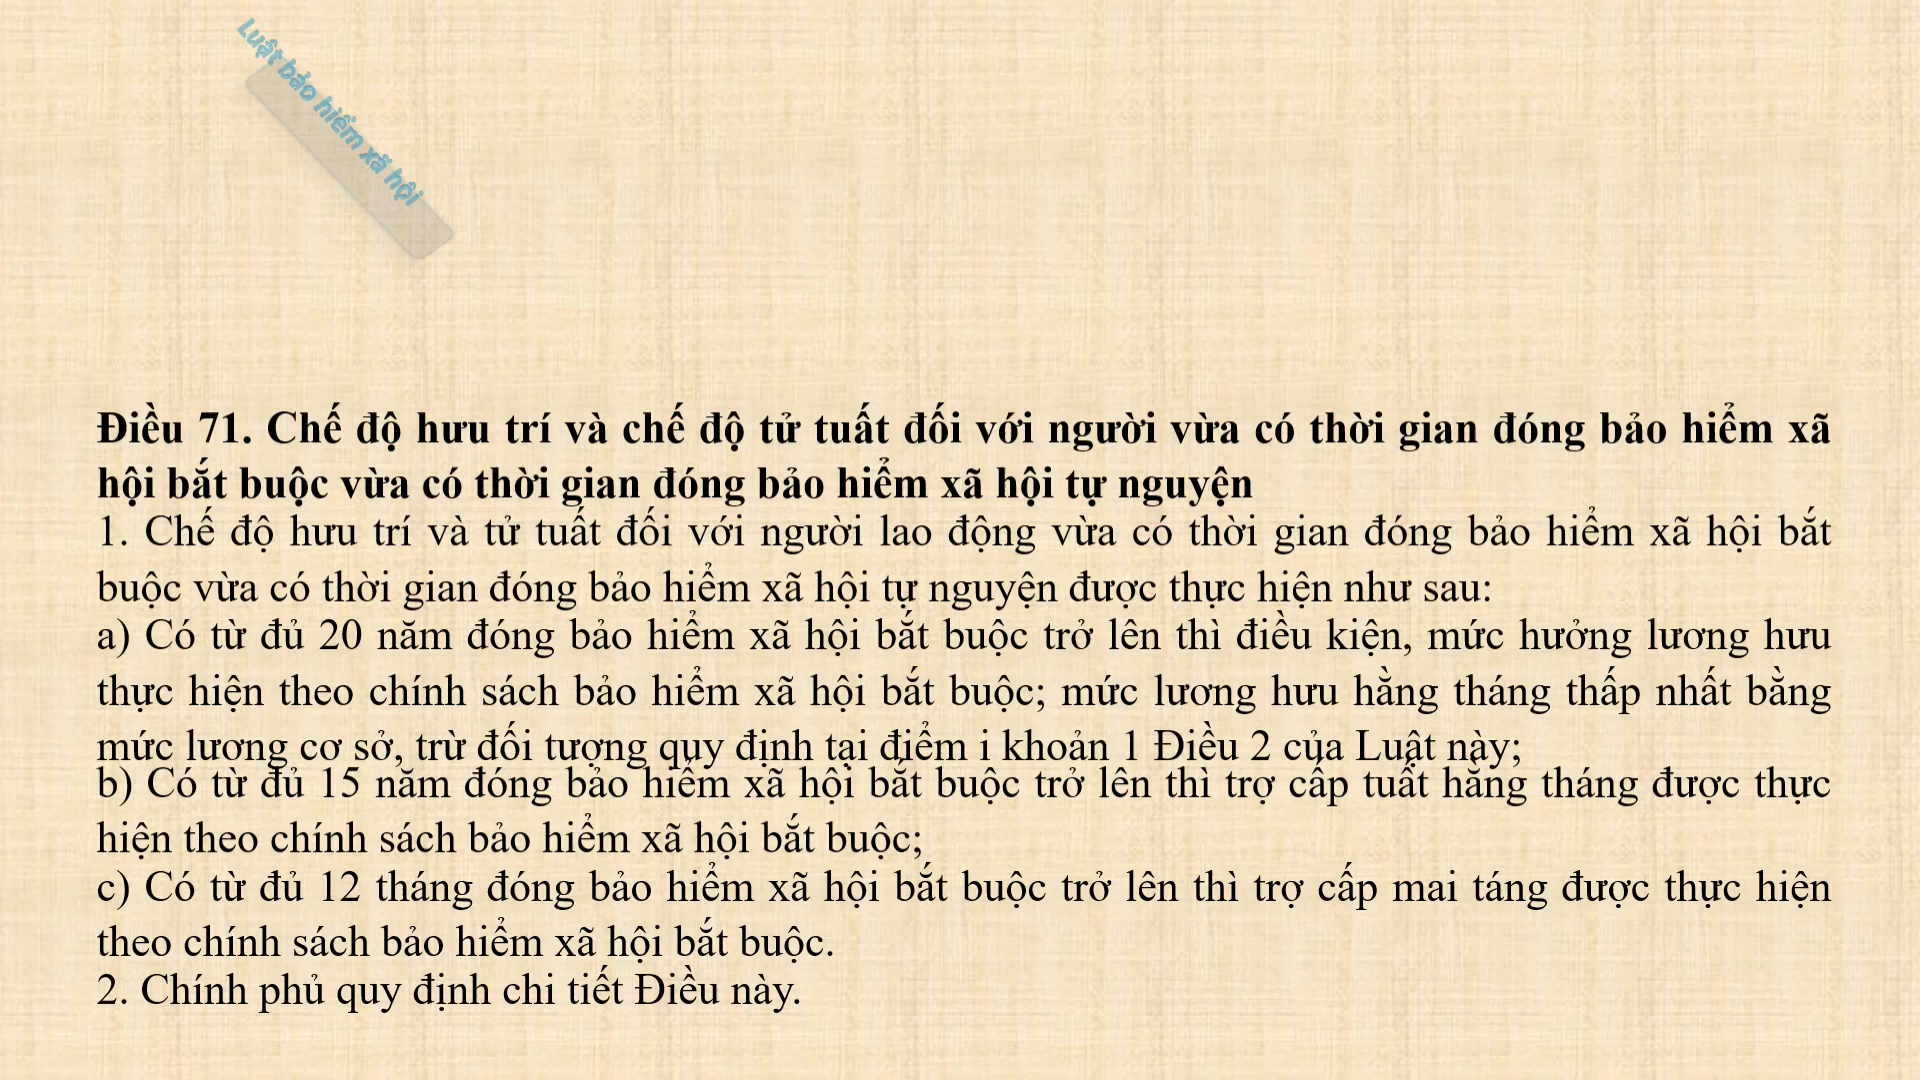 Luật bảo hiểm xã hội
Điều 71. Chế độ hưu trí và chế độ tử tuất đối với người vừa có thời gian đóng bảo hiểm xã
hội bắt buộc vừa có thời gian đóng bảo hiểm xã hội tự nguyện
1. Chế độ hưu trí và tử tuất đối với người lao động vừa có thời gian đóng bảo hiểm xã hội bắt
buộc vừa có thời gian đóng bảo hiểm xã hội tự nguyện được thực hiện như sau:
a) Có từ đủ 20 năm đóng bảo hiểm xã hội bắt buộc trở lên thì điều kiện, mức hưởng lương hưu
thực hiện theo chính sách bảo hiểm xã hội bắt buộc; mức lương hưu hằng tháng thấp nhất bằng
mức lương cơ sở, trừ đối tượng quy định tại điểm i khoản 1 Điều 2 của Luật này;
b) Có từ đủ 15 năm đóng bảo hiểm xã hội bắt buộc trở lên thì trợ cấp tuất hằng tháng được thực
hiện theo chính sách bảo hiểm xã hội bắt buộc;
c) Có từ đủ 12 tháng đóng bảo hiểm xã hội bắt buộc trở lên thì trợ cấp mai táng được thực hiện
theo chính sách bảo hiểm xã hội bắt buộc.
2. Chính phủ quy định chi tiết Điều này.